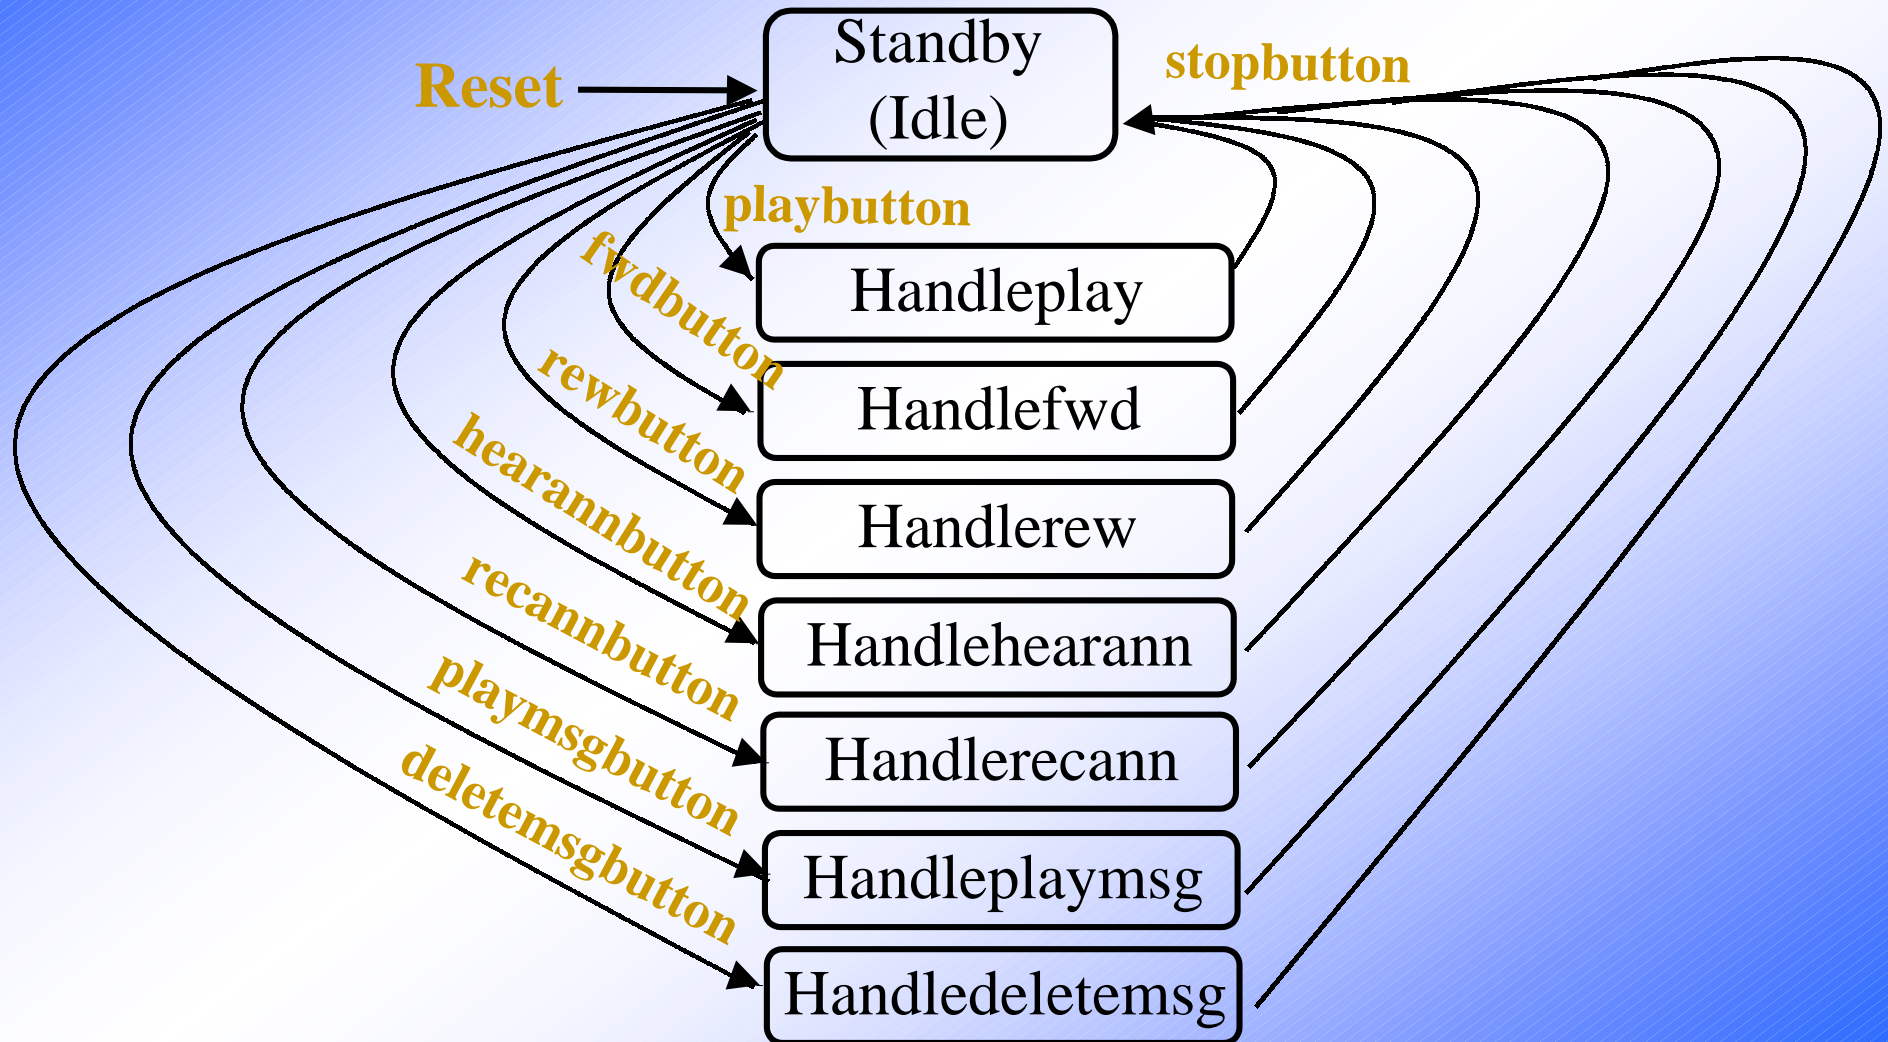 Standby
(Idle)
Reset
stopbutton
playbutton
Handleplay
fwdbutton
Handlefwd
rewbutton
Handlerew
hearannbutton
Handlehearann
recannbutton
Handlerecann
playmsgbutton
Handleplaymsg
deletemsgbutton
Handledeletemsg